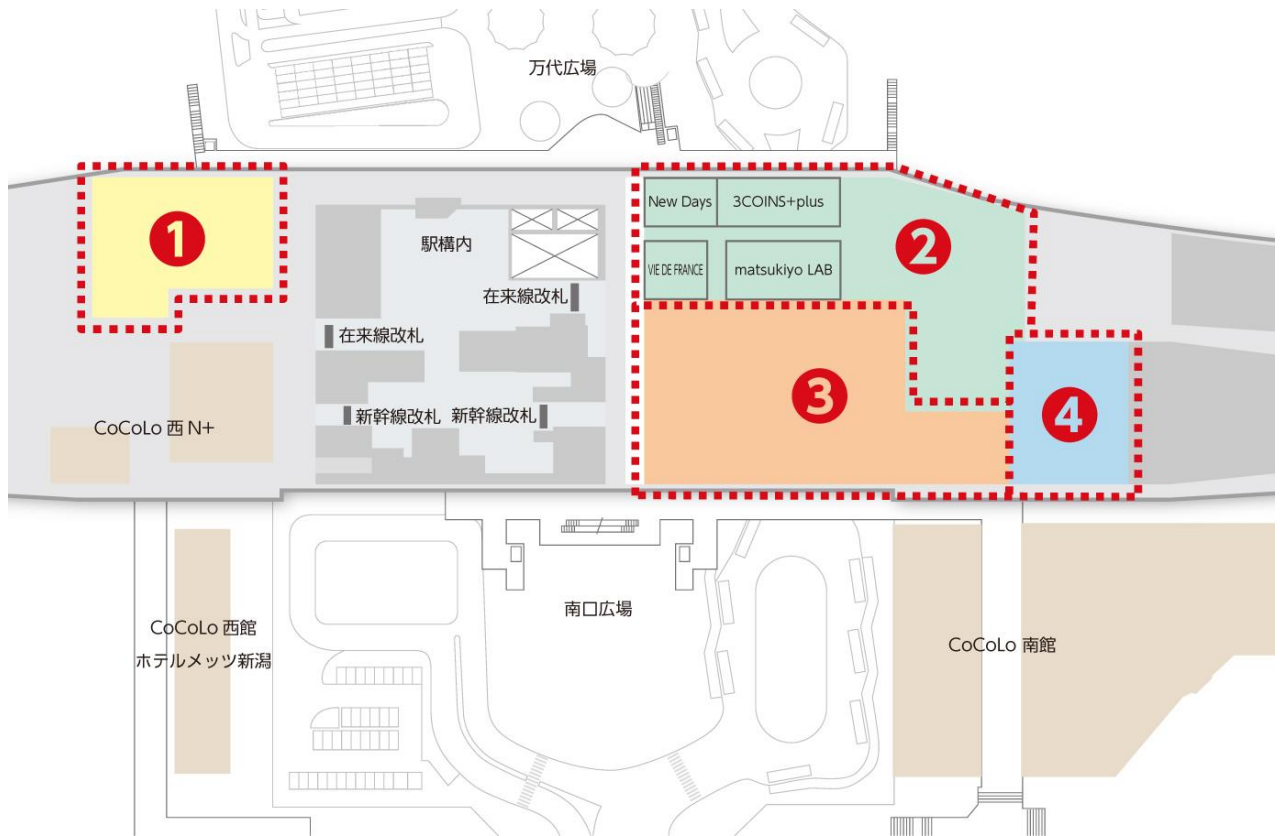 万代広場
1
New Days
3COINS+plus
2
駅構内
VIE DE FRANCE
matsukiyo LAB
在来線改札
在来線改札
3
新幹線改札
新幹線改札
4
CoCoLo 西 N+
南口広場
CoCoLo 西館
ホテルメッツ新潟
CoCoLo 南館